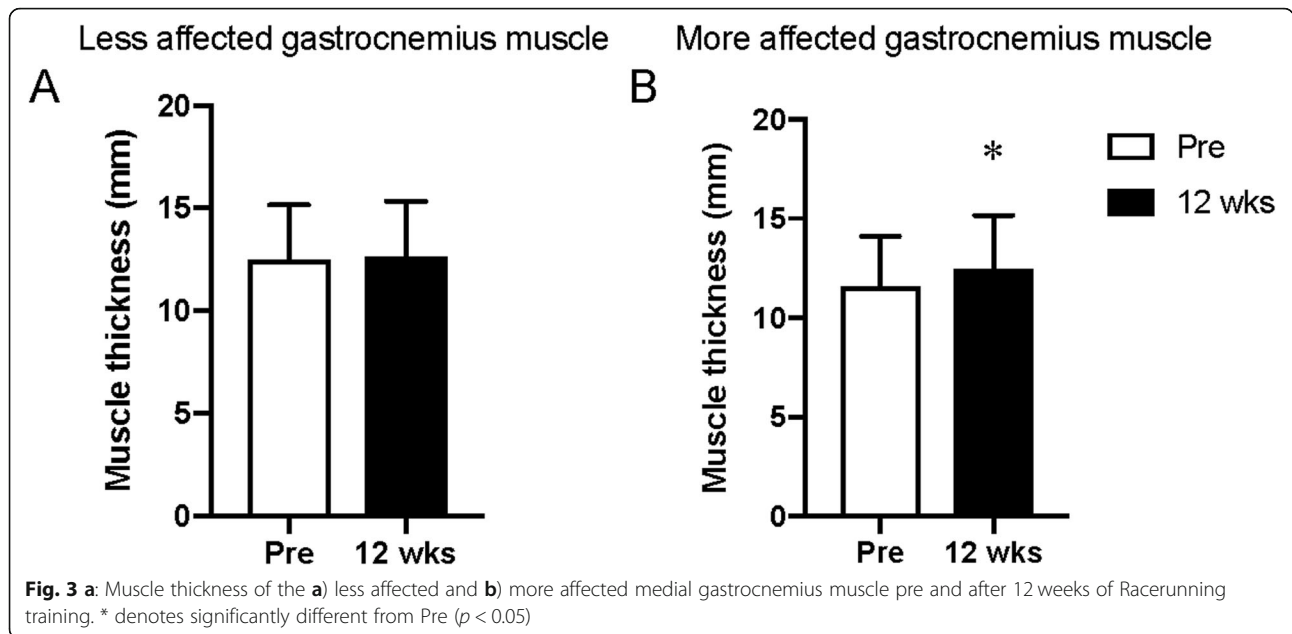 Less affected gastrocnemius muscle
More affected gastrocnemius muscle
A
Muscle thickness (mm)
20
15
10
5
0
Pre
12 wks
B
Muscle thickness (mm)
20
15
10
5
0
*
Pre
12 wks
Pre
12 wks
Fig. 3 a: Muscle thickness of the a) less affected and b) more affected medial gastrocnemius muscle pre and after 12 weeks of Racerunning
training. * denotes significantly different from Pre (p < 0.05)